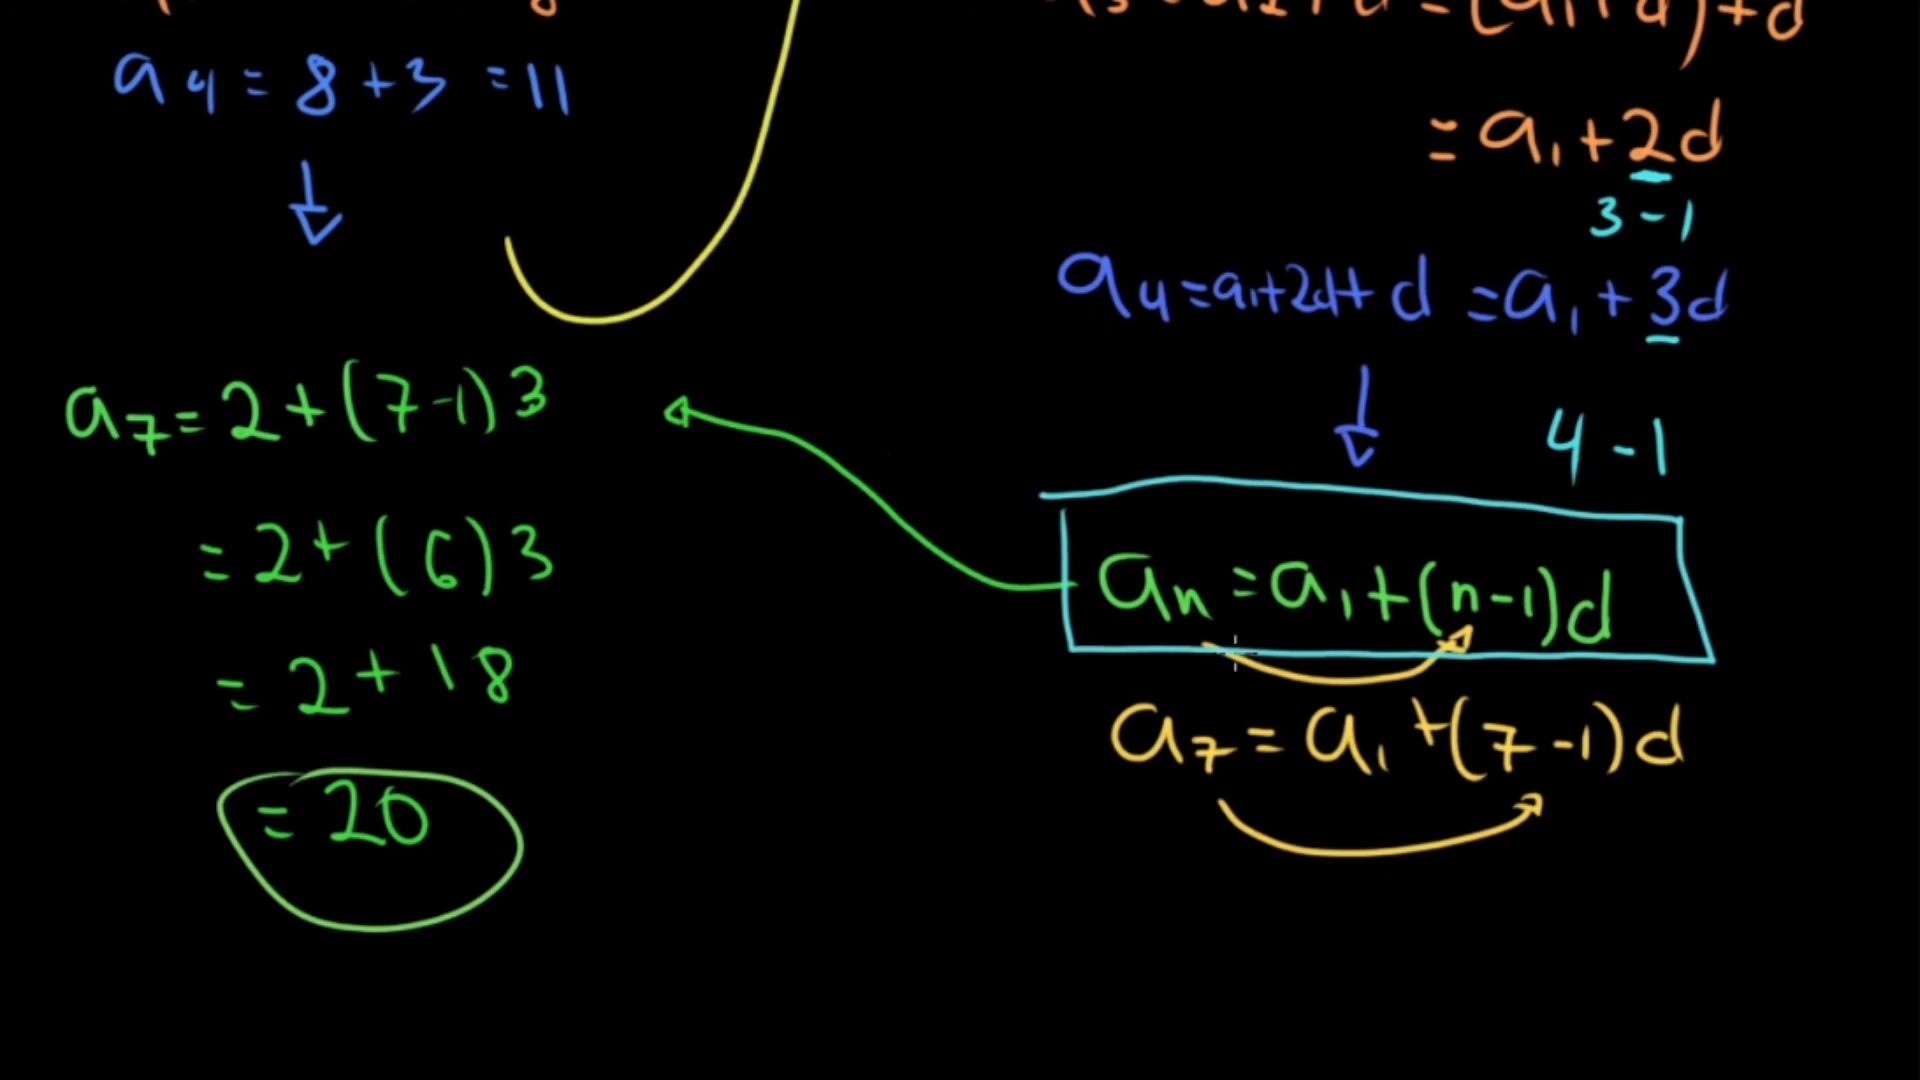 a₄ = 8 + 3 = 11
a₇ = 2 + (7-1)3
= 2 + (6)3
= 2 + 18
= 20
= a₁ + 2d
3 - 1
a₄ = a₁+2d+ d = a₁ + 3d
4 - 1
aₙ = a₁ + (n-1)d
a₇ = a₁ + (7-1)d